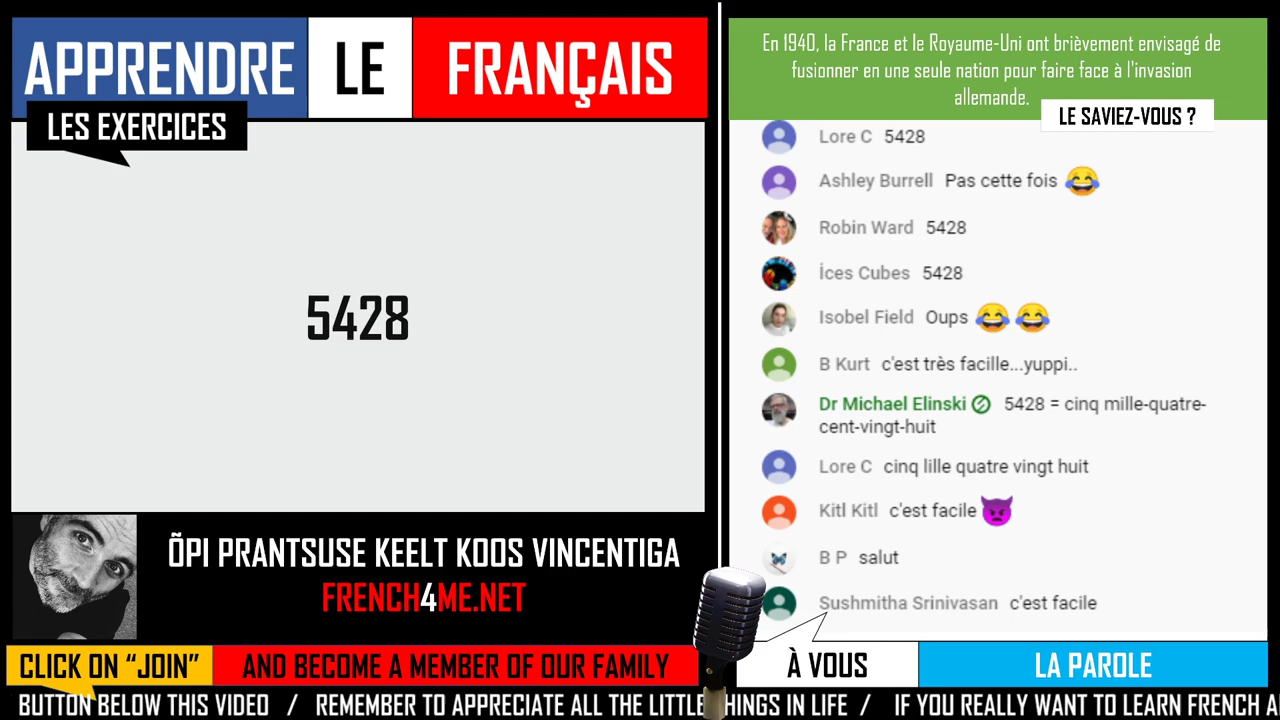 APPRENDRE LE FRANÇAIS
LES EXERCICES
5428
ÕPI PRANTSUSE KEELT KOOS VINCENTIGA
FRENCH4ME.NET
CLICK ON “JOIN” AND BECOME A MEMBER OF OUR FAMILY
En 1940, la France et le Royaume-Uni ont brièvement envisagé de
fusionner en une seule nation pour faire face à l'invasion
allemande.
LE SAVIEZ-VOUS ?
Lore C 5428
Ashley Burrell Pas cette fois 😂
Robin Ward 5428
İces Cubes 5428
Isobel Field Oups 😂 😂
B Kurt c'est très facille...yuppi..
Dr Michael Elinski 5428 = cinq mille-quatre-
cent-vingt-huit
Lore C cinq lille quatre vingt huit
Kitl Kitl c'est facile 👿
B P salut
Sushmitha Srinivasan c'est facile
À VOUS LA PAROLE
BUTTON BELOW THIS VIDEO / REMEMBER TO APPRECIATE ALL THE LITTLE THINGS IN LIFE / IF YOU REALLY WANT TO LEARN FRENCH